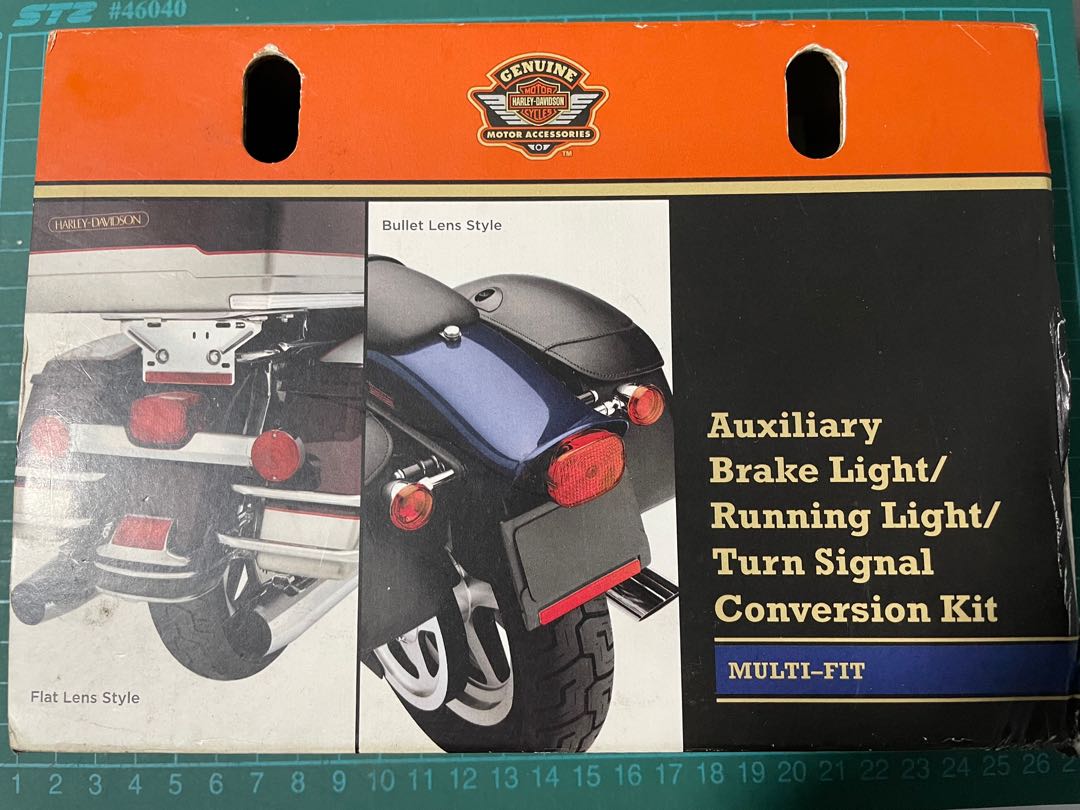 STZ #46040
GENUINE
MOTOR
HARLEY-DAVIDSON
CYCLES
MOTOR ACCESSORIES
TM
HARLEY-DAVIDSON
Bullet Lens Style
Auxiliary
Brake Light/
Running Light/
Turn Signal
Conversion Kit
MULTI-FIT
Flat Lens Style
1 2 3 4 5 6 7 8 9 10 11 12 13 14 15 16 17 18 19 20 21 22 23 24 25 26 2